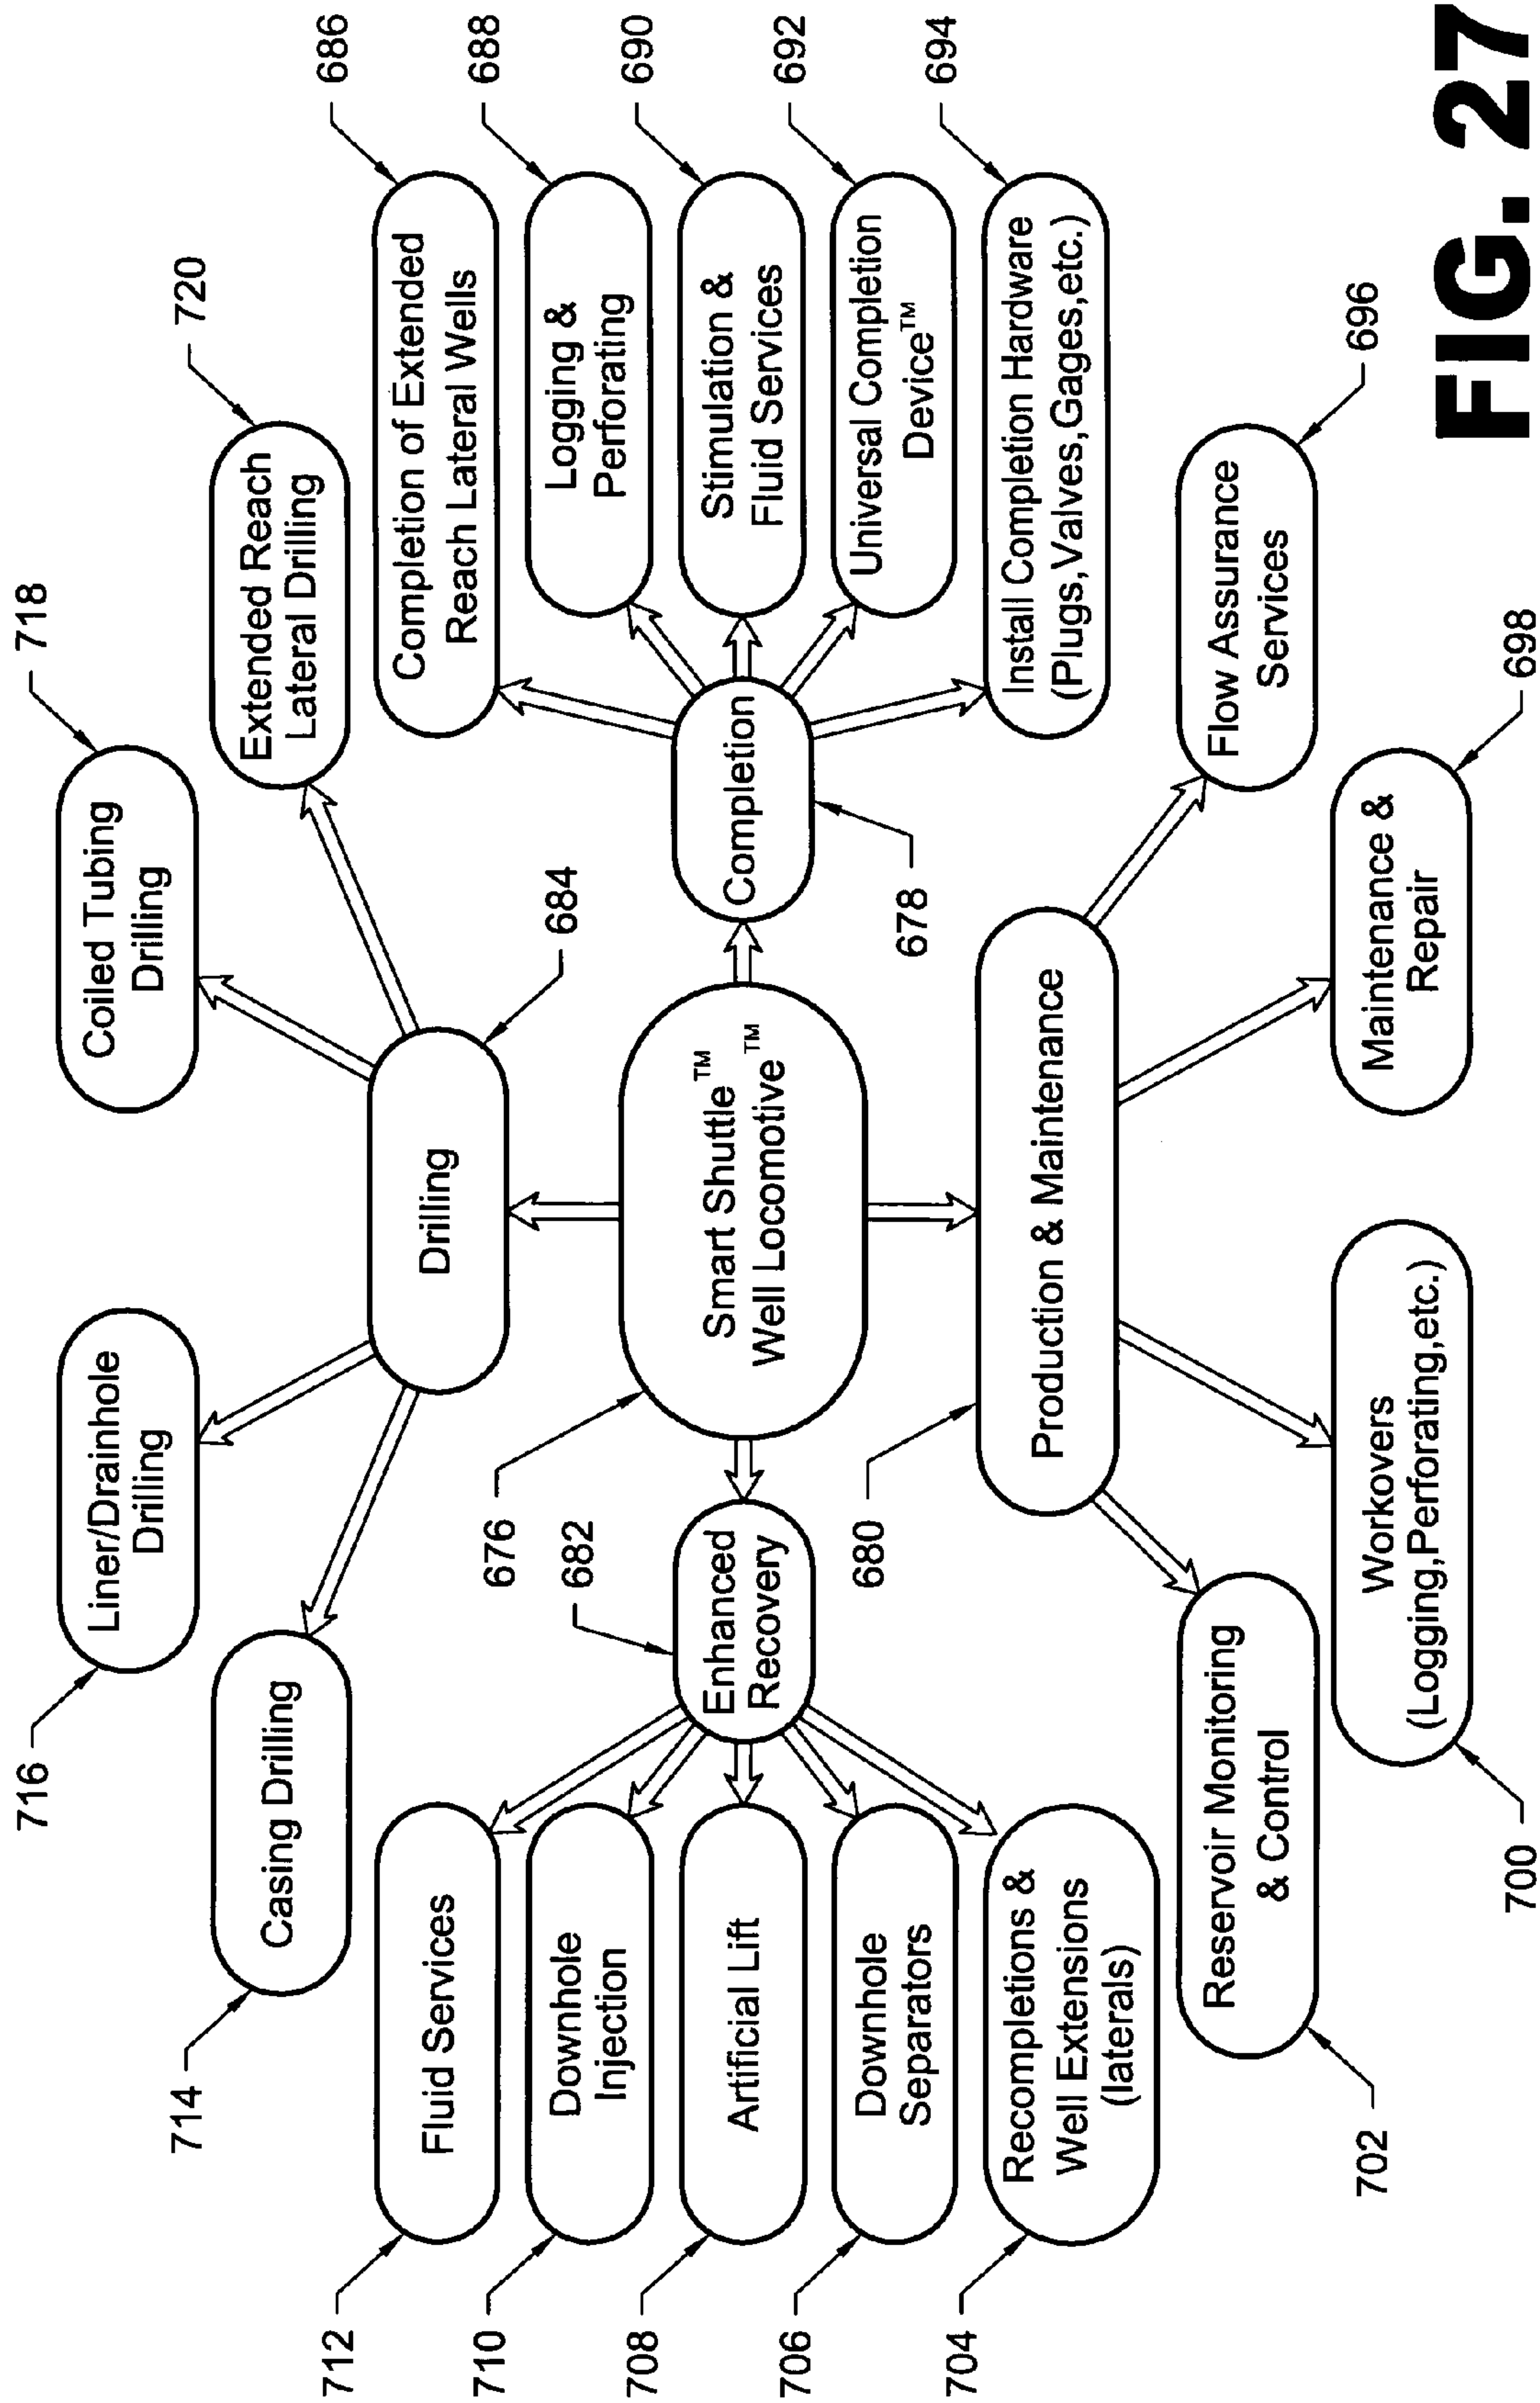 718
716
Coiled Tubing
Drilling
Liner/Drainhole
Drilling
720
714
Extended Reach
Lateral Drilling
Casing Drilling
686
Completion of Extended
Reach Lateral Wells
684
Drilling
712
Fluid Services
688
Logging &
Perforating
710
Downhole
Injection
676
682
690
Stimulation &
Fluid Services
Completion
Smart Shuttle™
Well Locomotive™
Enhanced
Recovery
708
Artificial Lift
692
Universal Completion
Device™
678
680
706
Downhole
Separators
694
Install Completion Hardware
(Plugs,Valves,Gages,etc.)
Production & Maintenance
704
Recompletions &
Well Extensions
(laterals)
696
Flow Assurance
Services
Reservoir Monitoring
& Control
702
698
Maintenance &
Repair
Workovers
(Logging,Perforating,etc.)
700
FIG. 27